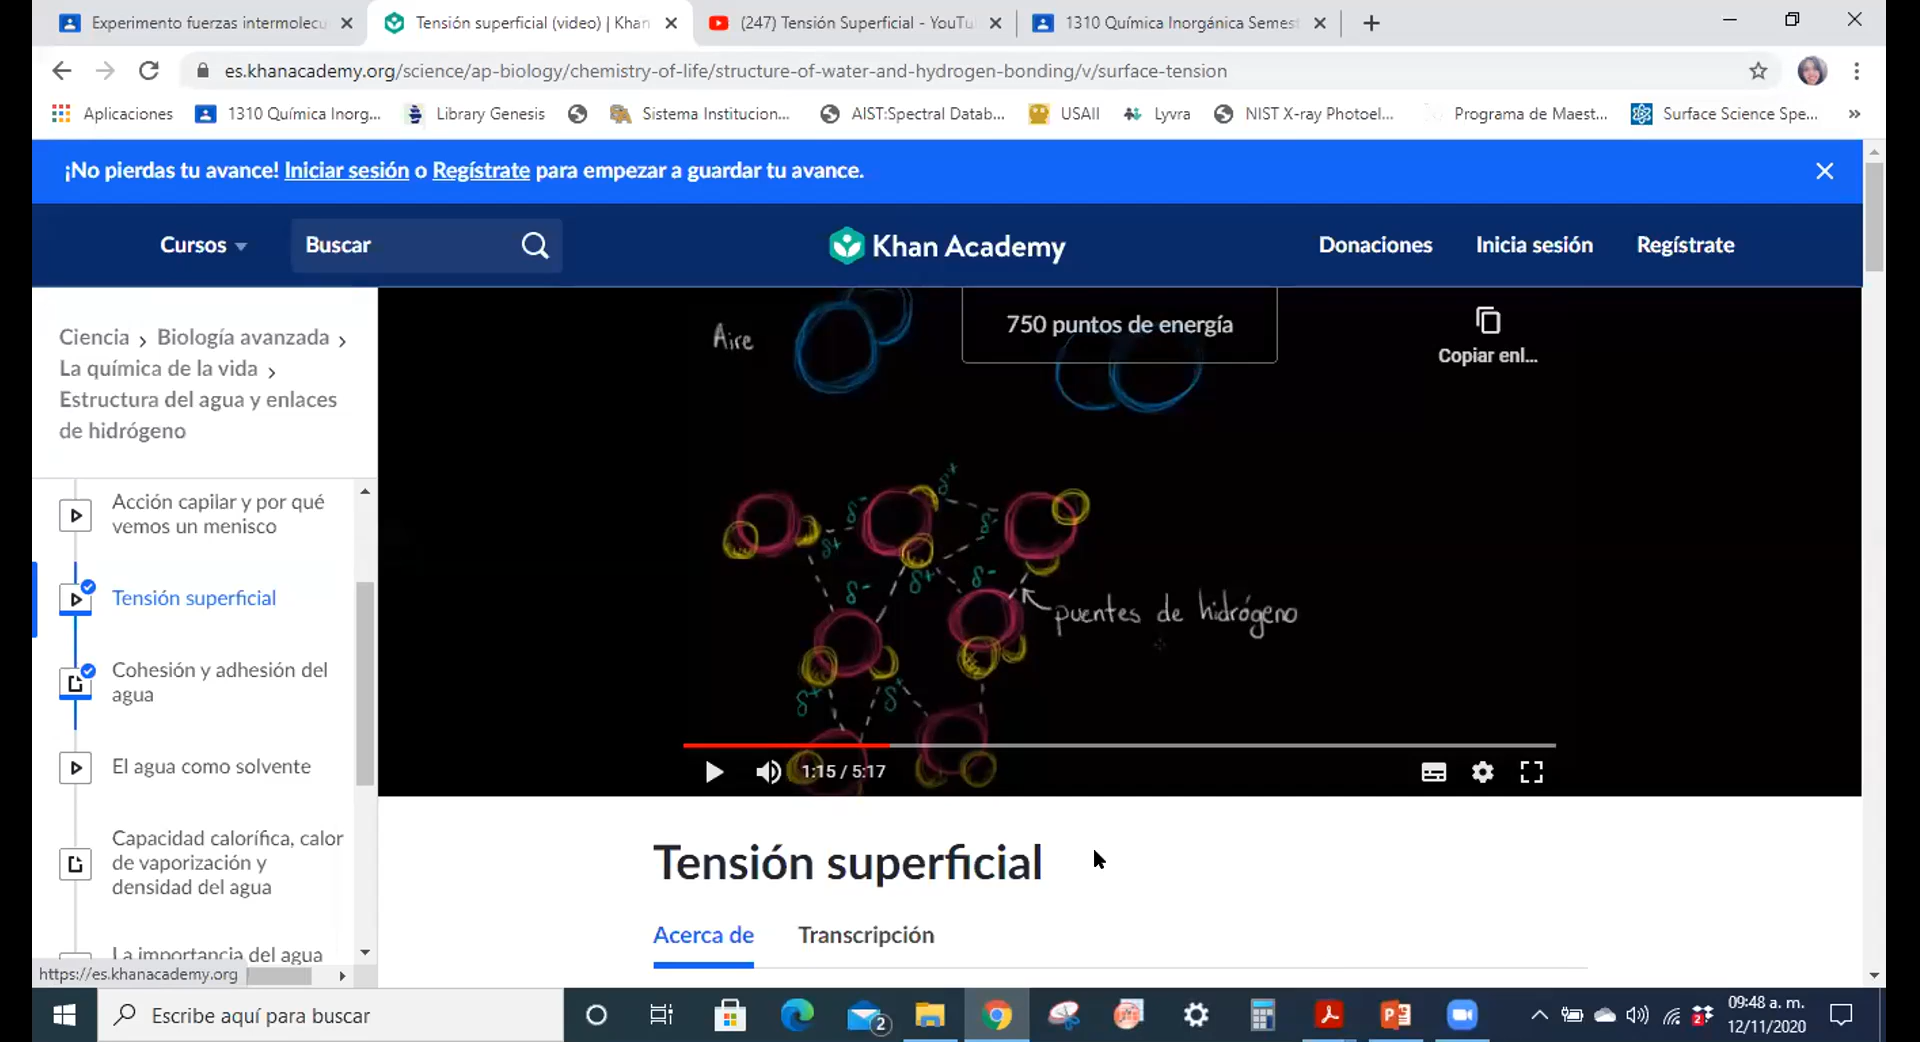 Experimento fuerzas intermolecu
Tensión superficial (video) | Khan
(247) Tensión Superficial - YouTu
1310 Química Inorgánica Semest
es.khanacademy.org/science/ap-biology/chemistry-of-life/structure-of-water-and-hydrogen-bonding/v/surface-tension
Aplicaciones
1310 Química Inorg...
Library Genesis
Sistema Institucion...
AIST:Spectral Datab...
USAII
Lyvra
NIST X-ray Photoel...
Programa de Maest...
Surface Science Spe...
»
¡No pierdas tu avance! Iniciar sesión o Regístrate para empezar a guardar tu avance.
Cursos
Buscar
Khan Academy
Donaciones
Inicia sesión
Regístrate
Ciencia > Biología avanzada >
La química de la vida >
Estructura del agua y enlaces
de hidrógeno
Acción capilar y por qué
vemos un menisco
Tensión superficial
Cohesión y adhesión del
agua
El agua como solvente
Capacidad calorífica, calor
de vaporización y
densidad del agua
La importancia del agua
https://es.khanacademy.org
Aire
750 puntos de energía
Copiar enl...
δ+
δ-
δ-
δ+
δ-
δ+
δ-
puentes de hidrógeno
δ+
δ+
1:15 / 5:17
Tensión superficial
Acerca de
Transcripción
Escribe aquí para buscar
2
2
09:48 a. m.
12/11/2020